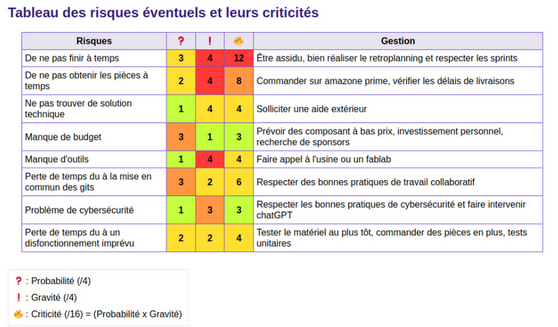 Tableau des risques éventuels et leurs criticités
Risques ❓ ❗ 🔥 Gestion
De ne pas finir à temps 3 4 12 Être assidu, bien réaliser le retroplanning et respecter les sprints
De ne pas obtenir les pièces à
temps 2 4 8 Commander sur amazone prime, vérifier les délais de livraisons
Ne pas trouver de solution
technique 1 4 4 Solliciter une aide extérieur
Manque de budget 3 1 3 Prévoir des composant à bas prix, investissement personnel,
recherche de sponsors
Manque d'outils 1 4 4 Faire appel à l'usine ou un fablab
Perte de temps du à la mise en
commun des gits 3 2 6 Respecter des bonnes pratiques de travail collaboratif
Problème de cybersécurité 1 3 3 Respecter les bonnes pratiques de cybersécurité et faire intervenir
chatGPT
Perte de temps du à un
disfonctionnement imprévu 2 2 4 Tester le matériel au plus tôt, commander des pièces en plus, tests
unitaires
❓ : Probabilité (/4)
❗ : Gravité (/4)
🔥 : Criticité (/16) = (Probabilité x Gravité)